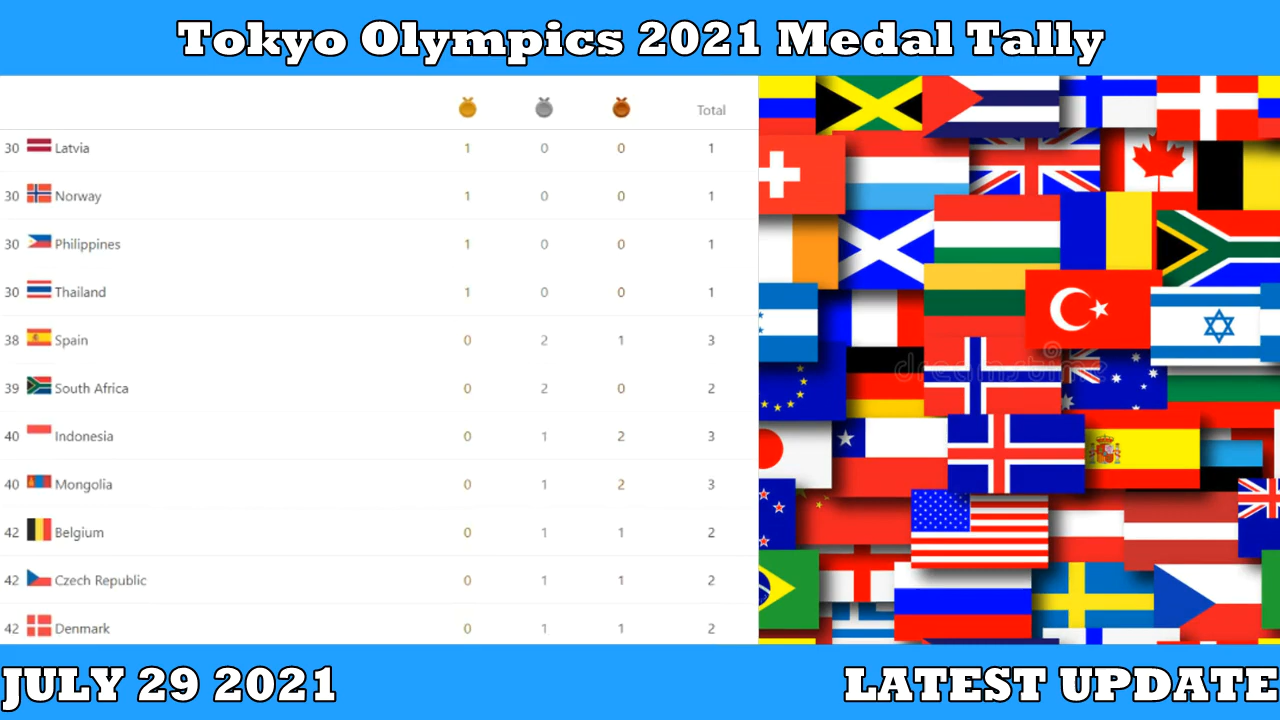 Tokyo Olympics 2021 Medal Tally
Total
30 Latvia 1 0 0 1
30 Norway 1 0 0 1
30 Philippines 1 0 0 1
30 Thailand 1 0 0 1
38 Spain 0 2 1 3
39 South Africa 0 2 0 2
40 Indonesia 0 1 2 3
40 Mongolia 0 1 2 3
42 Belgium 0 1 1 2
42 Czech Republic 0 1 1 2
42 Denmark 0 1 1 2
dreamstime
JULY 29 2021
LATEST UPDATE